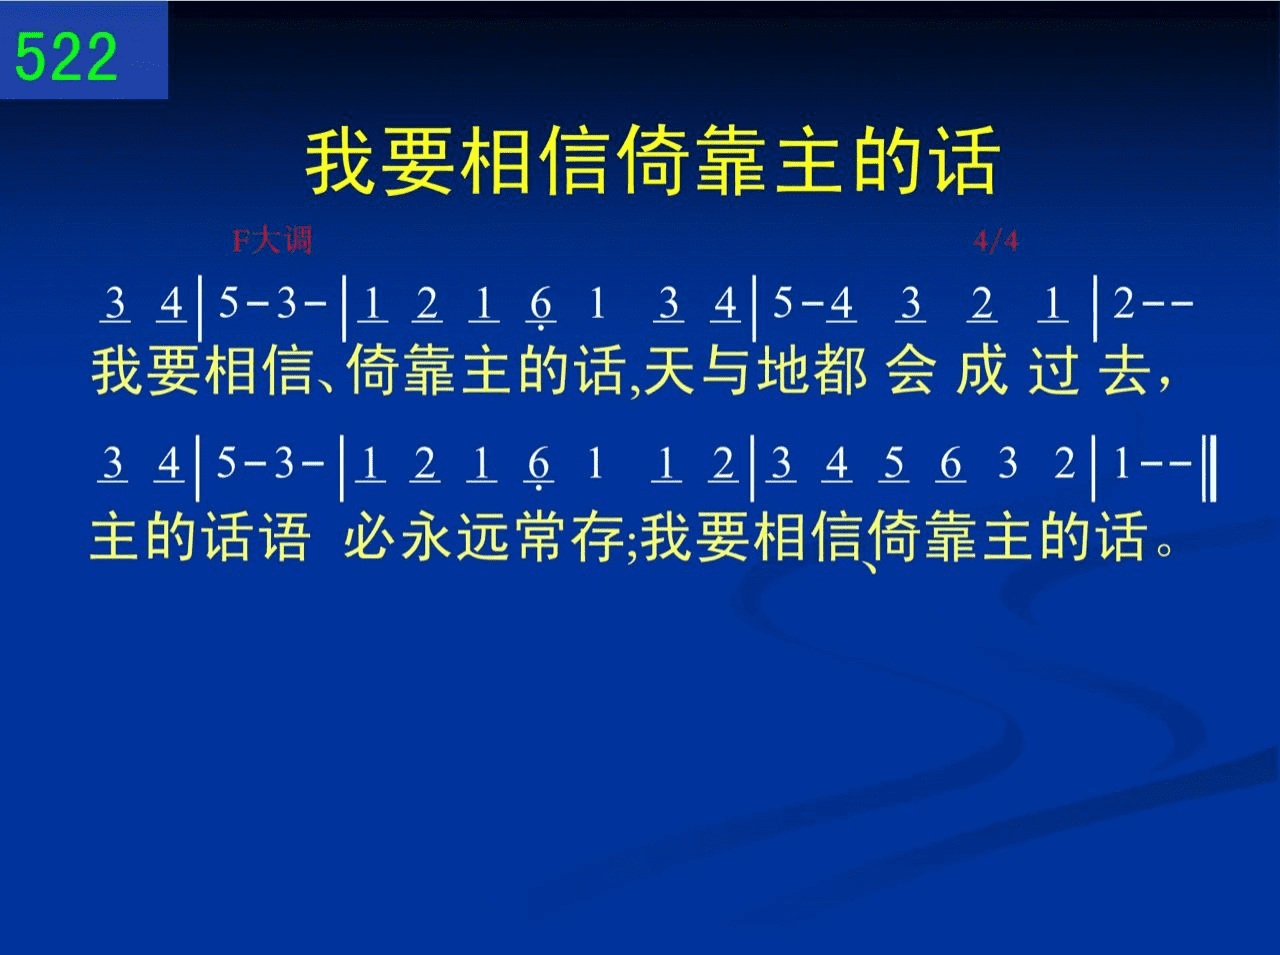 522
我要相信倚靠主的话
F大调 4/4
3 4|5-3-|1 2 1 6̣ 1 3 4|5-4 3 2 1|2--
我要相信、倚靠主的话,天与地都 会 成 过 去，
3 4|5-3-|1 2 1 6̣ 1 1 2|3 4 5 6 3 2|1--‖
主的话语 必永远常存;我要相信、倚靠主的话。